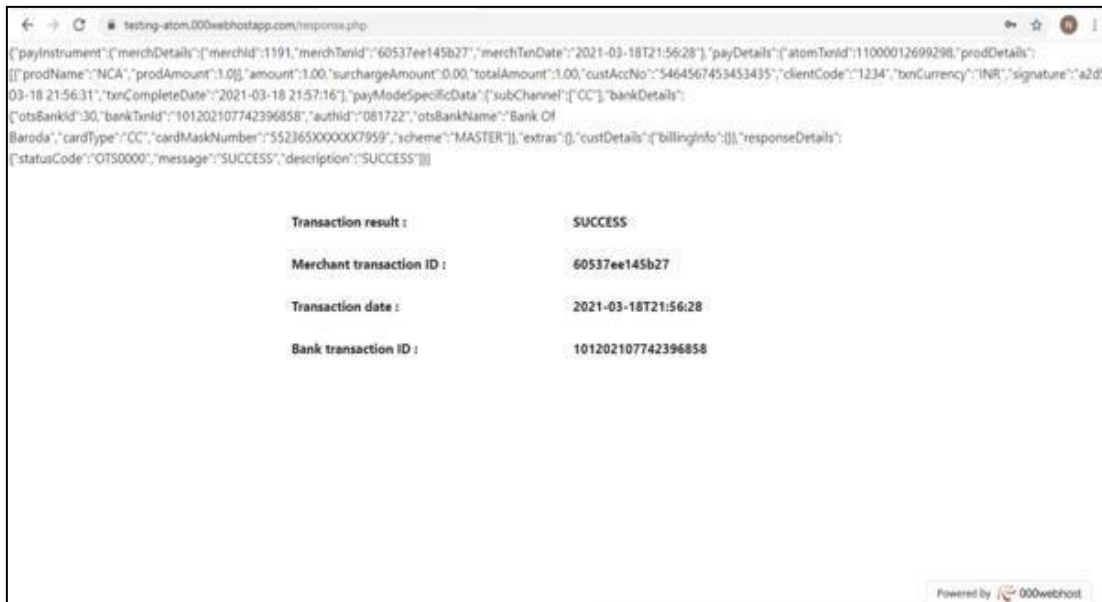 testing-atom.000webhostapp.com/response.php
N
{"payInstrument":{"merchDetails":{"merchId":1191,"merchTxnId":"60537ee145b27","merchTxnDate":"2021-03-18T21:56:28"},"payDetails":{"atomTxnId":11000012699298,"prodDetails":
[{"prodName":"NCA","prodAmount":1.0}],"amount":1.00,"surchargeAmount":0.00,"totalAmount":1.00,"custAccNo":"5464567453453435","clientCode":"1234","txnCurrency":"INR","signature":"a2d5
03-18 21:56:31","txnCompleteDate":"2021-03-18 21:57:16"},"payModeSpecificData":{"subChannel":["CC"],"bankDetails":
{"otsBankId":30,"bankTxnId":"101202107742396858","authId":"081722","otsBankName":"Bank Of
Baroda","cardType":"CC","cardMaskNumber":"552365XXXXXX7959","scheme":"MASTER"}},"extras":{},"custDetails":{"billingInfo":{}},"responseDetails":
{"statusCode":"OTS0000","message":"SUCCESS","description":"SUCCESS"}}}
Transaction result : SUCCESS
Merchant transaction ID : 60537ee145b27
Transaction date : 2021-03-18T21:56:28
Bank transaction ID : 101202107742396858
Powered by 000webhost